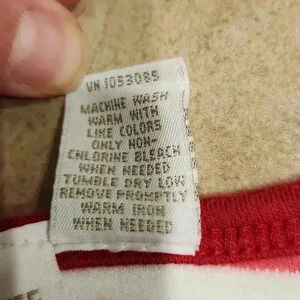 VN 1053085
MACHINE WASH
WARM WITH
LIKE COLORS
ONLY NON-
CHLORINE BLEACH
WHEN NEEDED
TUMBLE DRY LOW
REMOVE PROMPTLY
WARM IRON
WHEN NEEDED